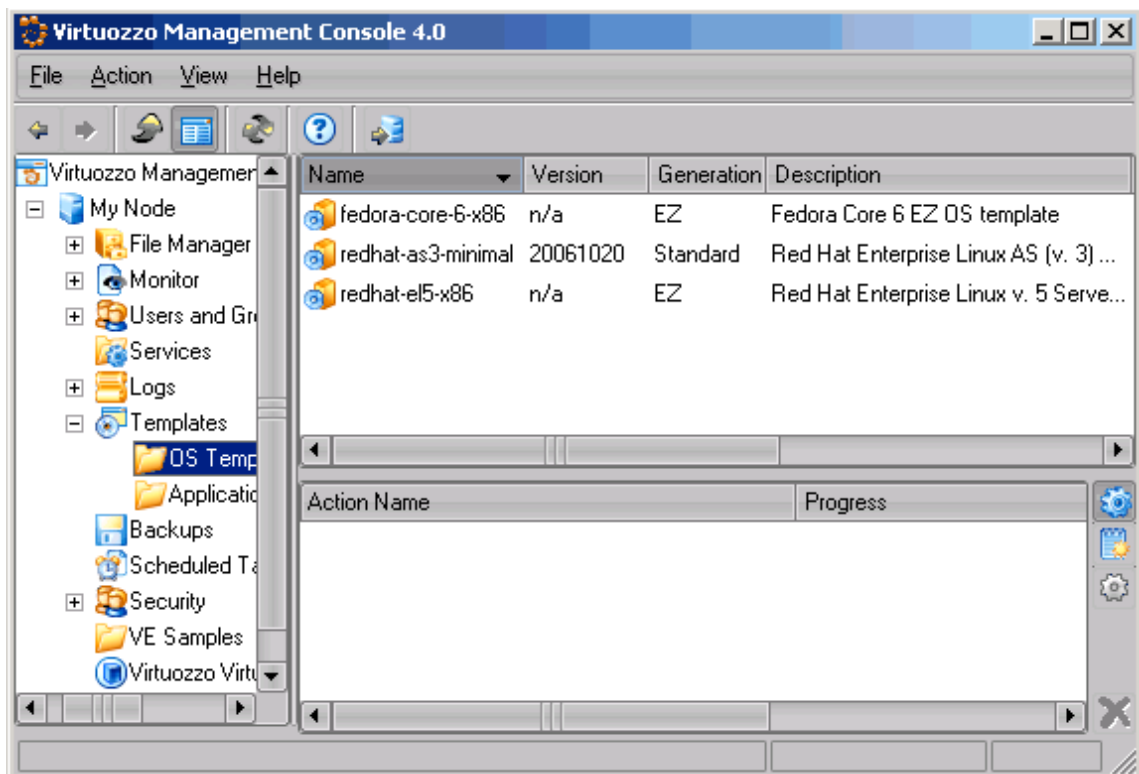 Virtuozzo Management Console 4.0
File Action View Help
Virtuozzo Managemer
My Node
File Manager
Monitor
Users and Gr
Services
Logs
Templates
OS Temp
Applicatio
Backups
Scheduled Ta
Security
VE Samples
Virtuozzo Virtu
Name Version Generation Description
fedora-core-6-x86 n/a EZ Fedora Core 6 EZ OS template
redhat-as3-minimal 20061020 Standard Red Hat Enterprise Linux AS (v. 3) ...
redhat-el5-x86 n/a EZ Red Hat Enterprise Linux v. 5 Serve...
Action Name Progress